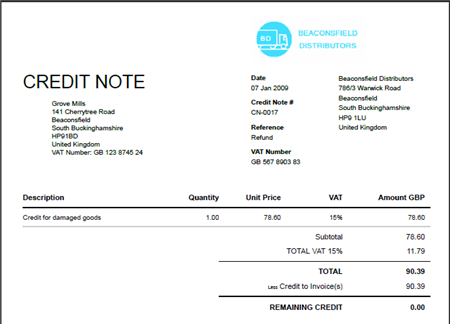 BD
BEACONSFIELD
DISTRIBUTORS
CREDIT NOTE
Grove Mills
141 Cherrytree Road
Beaconsfield
South Buckinghamshire
HP91BD
United Kingdom
VAT Number: GB 123 8745 24
Date
07 Jan 2009
Credit Note #
CN-0017
Reference
Refund
VAT Number
GB 567 8903 83
Beaconsfield Distributors
786/3 Warwick Road
Beaconsfield
South Buckinghamshire
HP9 1LU
United Kingdom
Description Quantity Unit Price VAT Amount GBP
Credit for damaged goods 1.00 78.60 15% 78.60
Subtotal 78.60
TOTAL VAT 15% 11.79
TOTAL 90.39
LESS Credit to Invoice(s) 90.39
REMAINING CREDIT 0.00